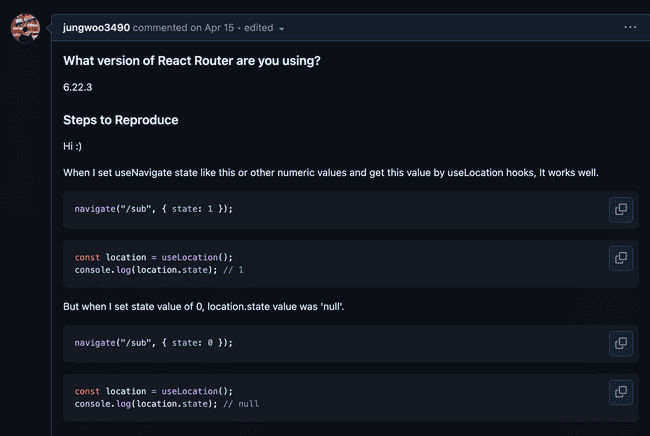 jungwoo3490 commented on Apr 15 • edited
What version of React Router are you using?
6.22.3
Steps to Reproduce
Hi :)
When I set useNavigate state like this or other numeric values and get this value by useLocation hooks, It works well.
navigate("/sub", { state: 1 });
const location = useLocation();
console.log(location.state); // 1
But when I set state value of 0, location.state value was 'null'.
navigate("/sub", { state: 0 });
const location = useLocation();
console.log(location.state); // null